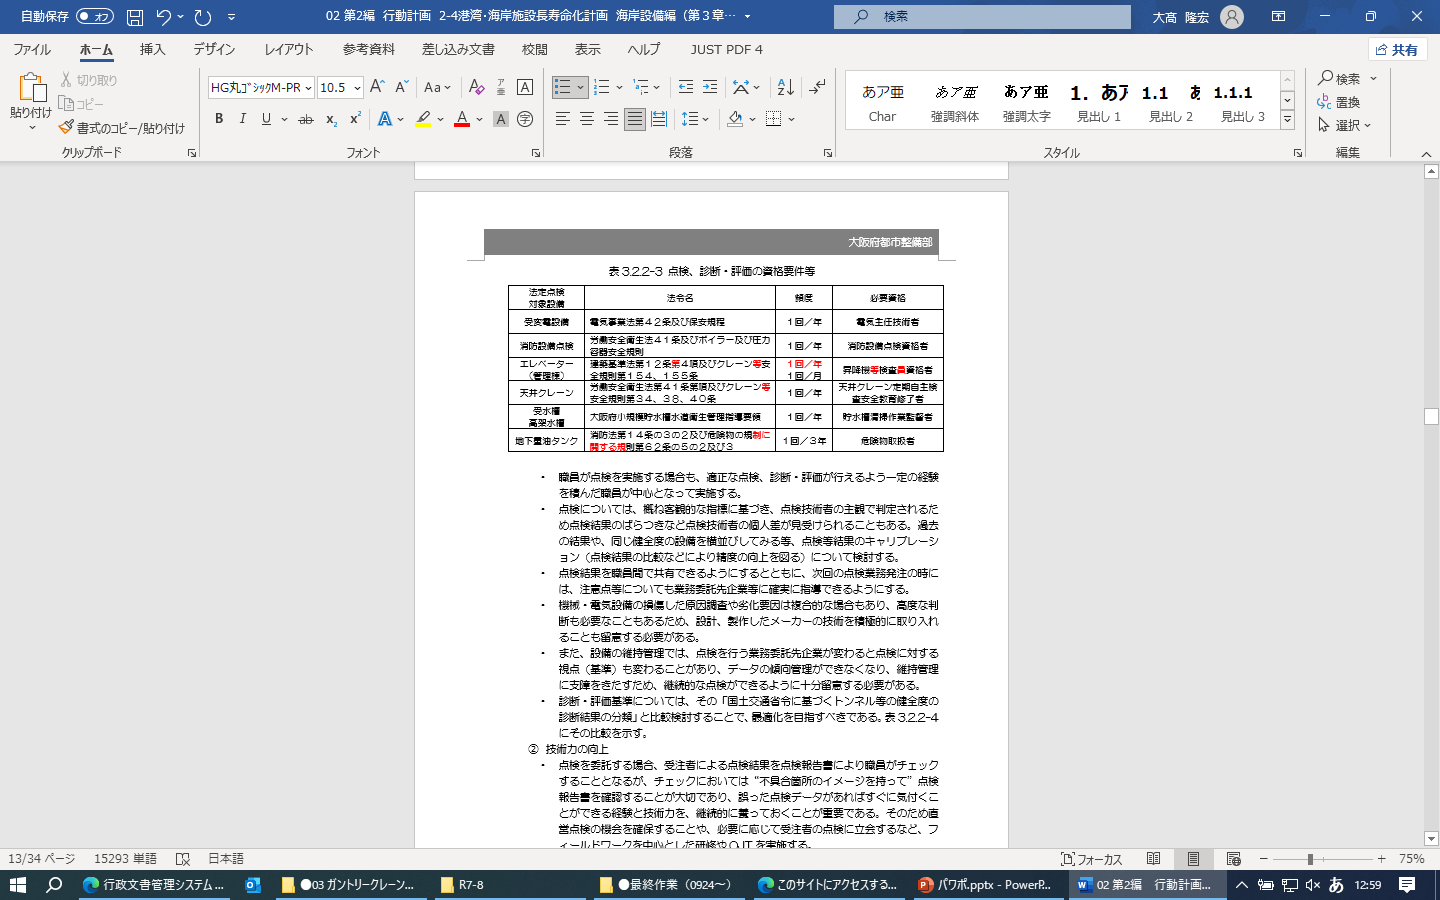 自動保存 オフ 02 第2編 行動計画 2-4港湾･海岸施設長寿命化計画 海岸設備編（第３章… 検索 大髙 隆宏
ファイル ホーム 挿入 デザイン レイアウト 参考資料 差し込み文書 校閲 表示 ヘルプ JUST PDF 4 共有
貼り付け 切り取り コピー 書式のコピー/貼り付け クリップボード
HG丸ｺﾞｼｯｸM-PR 10.5 フォント
段落
あア亜 Char あア亜 強調斜体 あア亜 強調太字 1. あア 見出し 1 1.1 あ 見出し 2 1.1.1 見出し 3 スタイル
検索 置換 選択 編集
大阪府都市整備部
表 3.2.2-3 点検、診断・評価の資格要件等
法定点検対象設備 法令名 頻度 必要資格
受変電設備 電気事業法第４２条及び保安規程 １回／年 電気主任技術者
消防設備点検 労働安全衛生法４１条及びボイラー及び圧力容器安全規則 １回／年 消防設備点検資格者
エレベーター（管理棟） 建築基準法第１２条第４項及びクレーン等安全規則第１５４、１５５条 １回／年 １回／月 昇降機等検査員資格者
天井クレーン 労働安全衛生法第４１条第項及びクレーン等安全規則第３４、３８、４０条 １回／年 天井クレーン定期自主検査安全教育修了者
受水槽高架水槽 大阪府小規模貯水槽水道衛生管理指導要領 １回／年 貯水槽清掃作業監督者
地下重油タンク 消防法第１４条の３の２及び危険物の規制に関する規則第６２条の５の２及び３ １回／３年 危険物取扱者
・ 職員が点検を実施する場合も、適正な点検、診断・評価が行えるよう一定の経験
を積んだ職員が中心となって実施する。
・ 点検については、概ね客観的な指標に基づき、点検技術者の主観で判定されるた
め点検結果のばらつきなど点検技術者の個人差が見受けられることもある。過去
の結果や、同じ健全度の設備を横並びしてみる等、点検等結果のキャリブレーシ
ョン（点検結果の比較などにより精度の向上を図る）について検討する。
・ 点検結果を職員間で共有できるようにするとともに、次回の点検業務発注の時に
は、注意点等についても業務委託先企業等に確実に指導できるようにする。
・ 機械・電気設備の損傷した原因調査や劣化要因は複合的な場合もあり、高度な判
断も必要なこともあるため、設計、製作したメーカーの技術を積極的に取り入れ
ることも留意する必要がある。
・ また、設備の維持管理では、点検を行う業務委託先企業が変わると点検に対する
視点（基準）も変わることがあり、データの傾向管理ができなくなり、維持管理
に支障をきたすため、継続的な点検ができるように十分留意する必要がある。
・ 診断・評価基準については、その「国土交通省令に基づくトンネル等の健全度の
診断結果の分類」と比較検討することで、最適化を目指すべきである。表 3.2.2-4
にその比較を示す。
② 技術力の向上
・ 点検を委託する場合、受注者による点検結果を点検報告書により職員がチェック
することとなるが、チェックにおいては“不具合箇所のイメージを持って”点検
報告書を確認することが大切であり、誤った点検データがあればすぐに気付くこ
とができる経験と技術力を、継続的に養っておくことが重要である。そのため直
営点検の機会を確保することや、必要に応じて受注者の点検に立会するなど、フ
ィールドワークを中心とした研修や OJT を実施する。
13/34 ページ 15293 単語 日本語 フォーカス 75%
行政文書管理システム ... ●03 ガントリークレーン... R7-8 ●最終作業（0924～） このサイトにアクセスする... パワポ.pptx - PowerP... 02 第2編 行動計画... あ 12:59